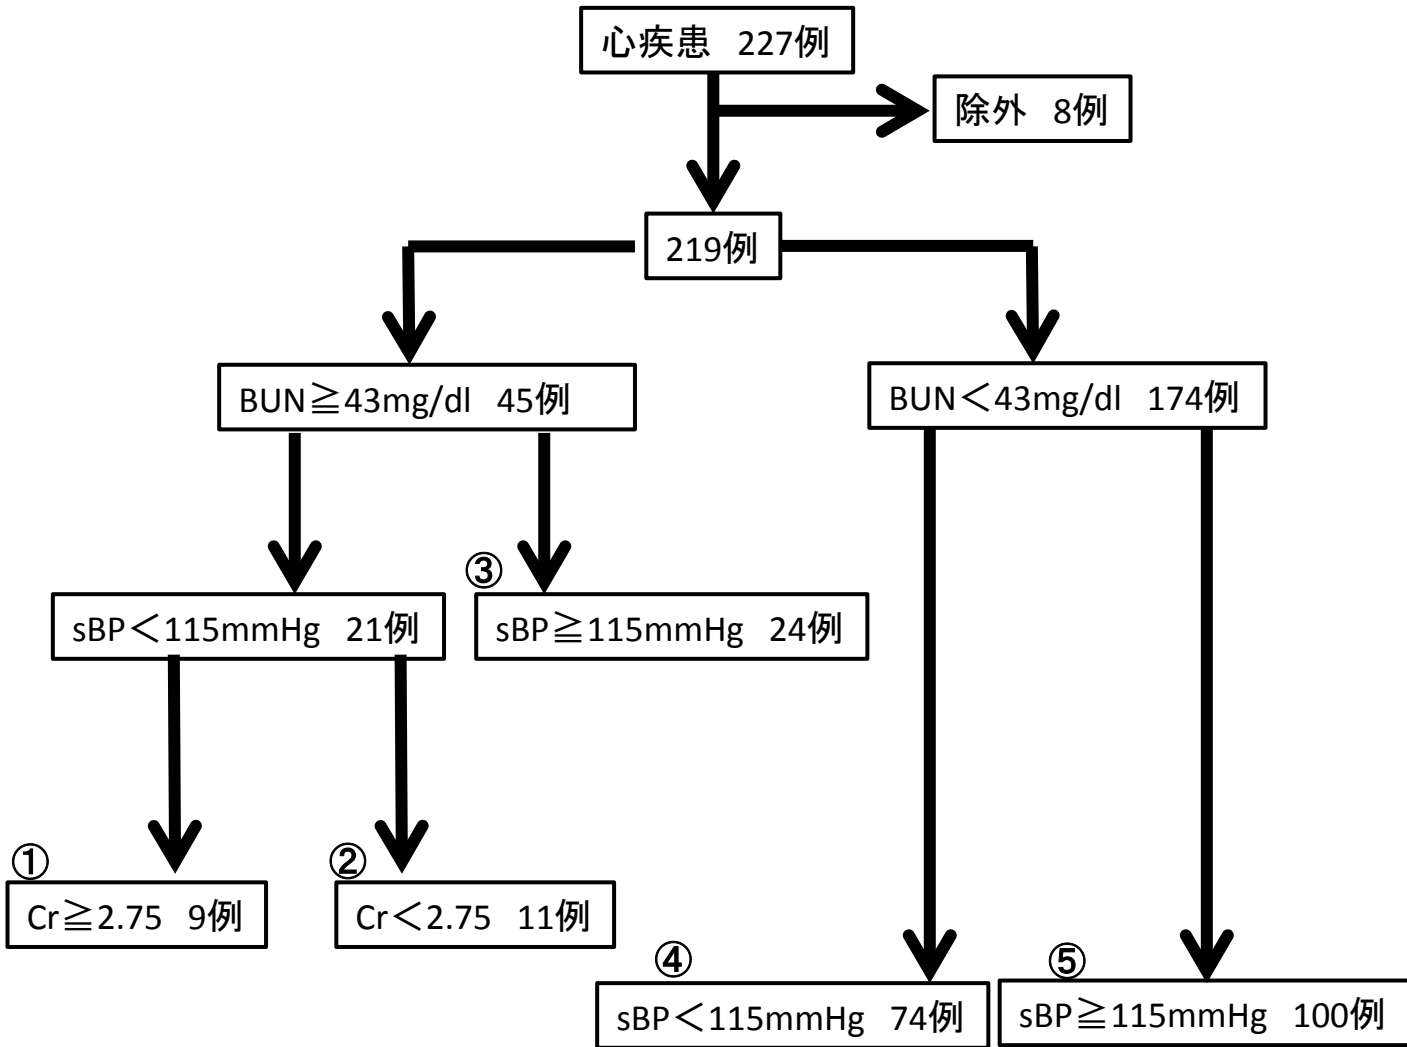 心疾患 227例
除外 8例
219例
BUN≧43mg/dl 45例
BUN＜43mg/dl 174例
③
sBP＜115mmHg 21例
sBP≧115mmHg 24例
①
②
Cr≧2.75 9例
Cr＜2.75 11例
④
⑤
sBP＜115mmHg 74例
sBP≧115mmHg 100例